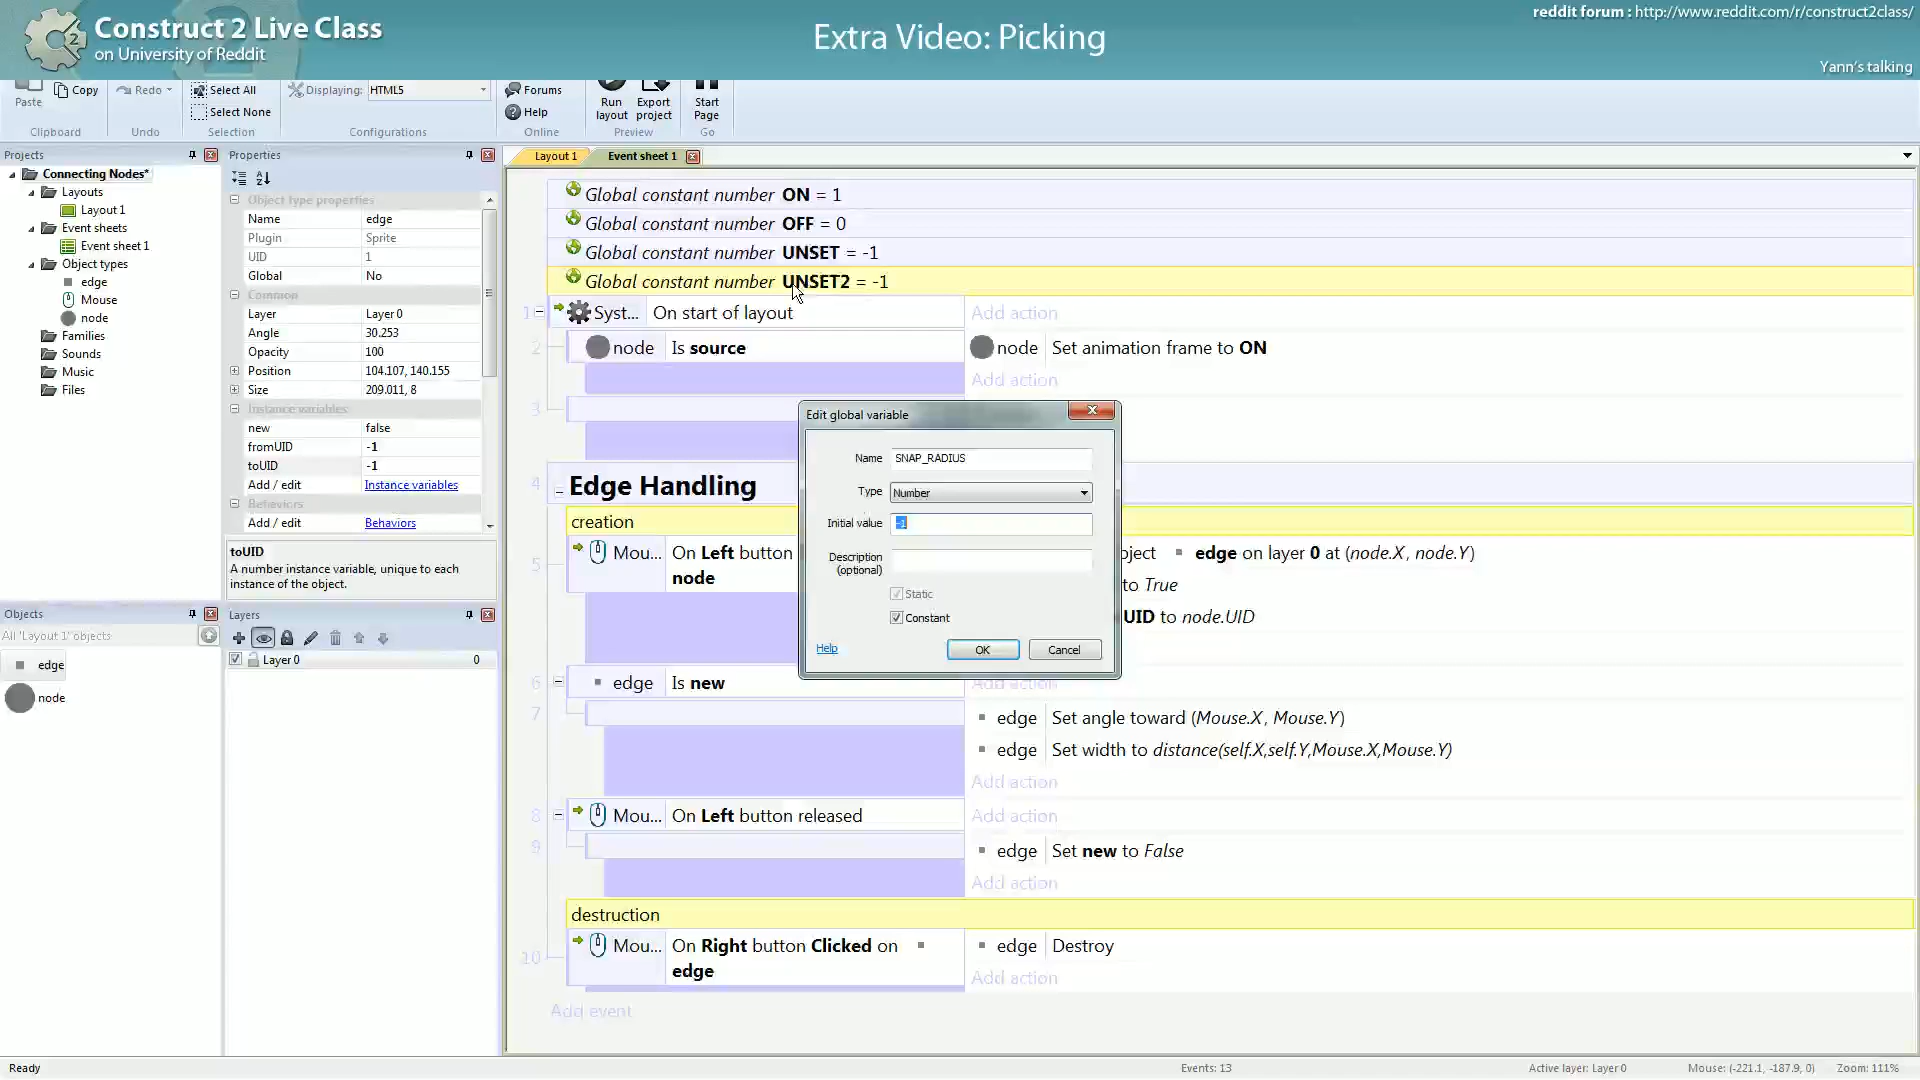 Construct 2 Live Class
on University of Reddit
Extra Video: Picking
reddit forum : http://www.reddit.com/r/construct2class/
Yann's talking
Paste
Copy
Redo
Select All
Select None
Displaying: HTML5
Forums
Help
Run layout
Export project
Start Page
Clipboard
Undo
Selection
Configurations
Online
Preview
Go
Projects
Connecting Nodes*
Layouts
Layout 1
Event sheets
Event sheet 1
Object types
edge
Mouse
node
Families
Sounds
Music
Files
Properties
Object type properties
Name edge
Plugin Sprite
UID 1
Global No
Common
Layer Layer 0
Angle 30.253
Opacity 100
Position 104.107, 140.155
Size 209.011, 8
Instance variables
new false
fromUID -1
toUID -1
Add / edit Instance variables
Behaviors
Add / edit Behaviors
toUID
A number instance variable, unique to each
instance of the object.
Objects
All 'Layout 1' objects
edge
node
Layers
Layer 0 0
Layout 1
Event sheet 1
Global constant number ON = 1
Global constant number OFF = 0
Global constant number UNSET = -1
Global constant number UNSET2 = -1
1 Syst... On start of layout Add action
2 node Is source node Set animation frame to ON
Add action
3
4 Edge Handling
creation
5 Mou... On Left button
node
bject edge on layer 0 at (node.X, node.Y)
to True
UID to node.UID
6 edge Is new Add action
7 edge Set angle toward (Mouse.X, Mouse.Y)
edge Set width to distance(self.X,self.Y,Mouse.X,Mouse.Y)
Add action
8 Mou... On Left button released Add action
9 edge Set new to False
Add action
destruction
10 Mou... On Right button Clicked on
edge
edge Destroy
Add action
Add event
Edit global variable
Name SNAP_RADIUS
Type Number
Initial value -1
Description
(optional)
Static
Constant
Help
OK
Cancel
Ready
Events: 13
Active layer: Layer 0
Mouse: (-221.1, -187.9, 0)
Zoom: 111%